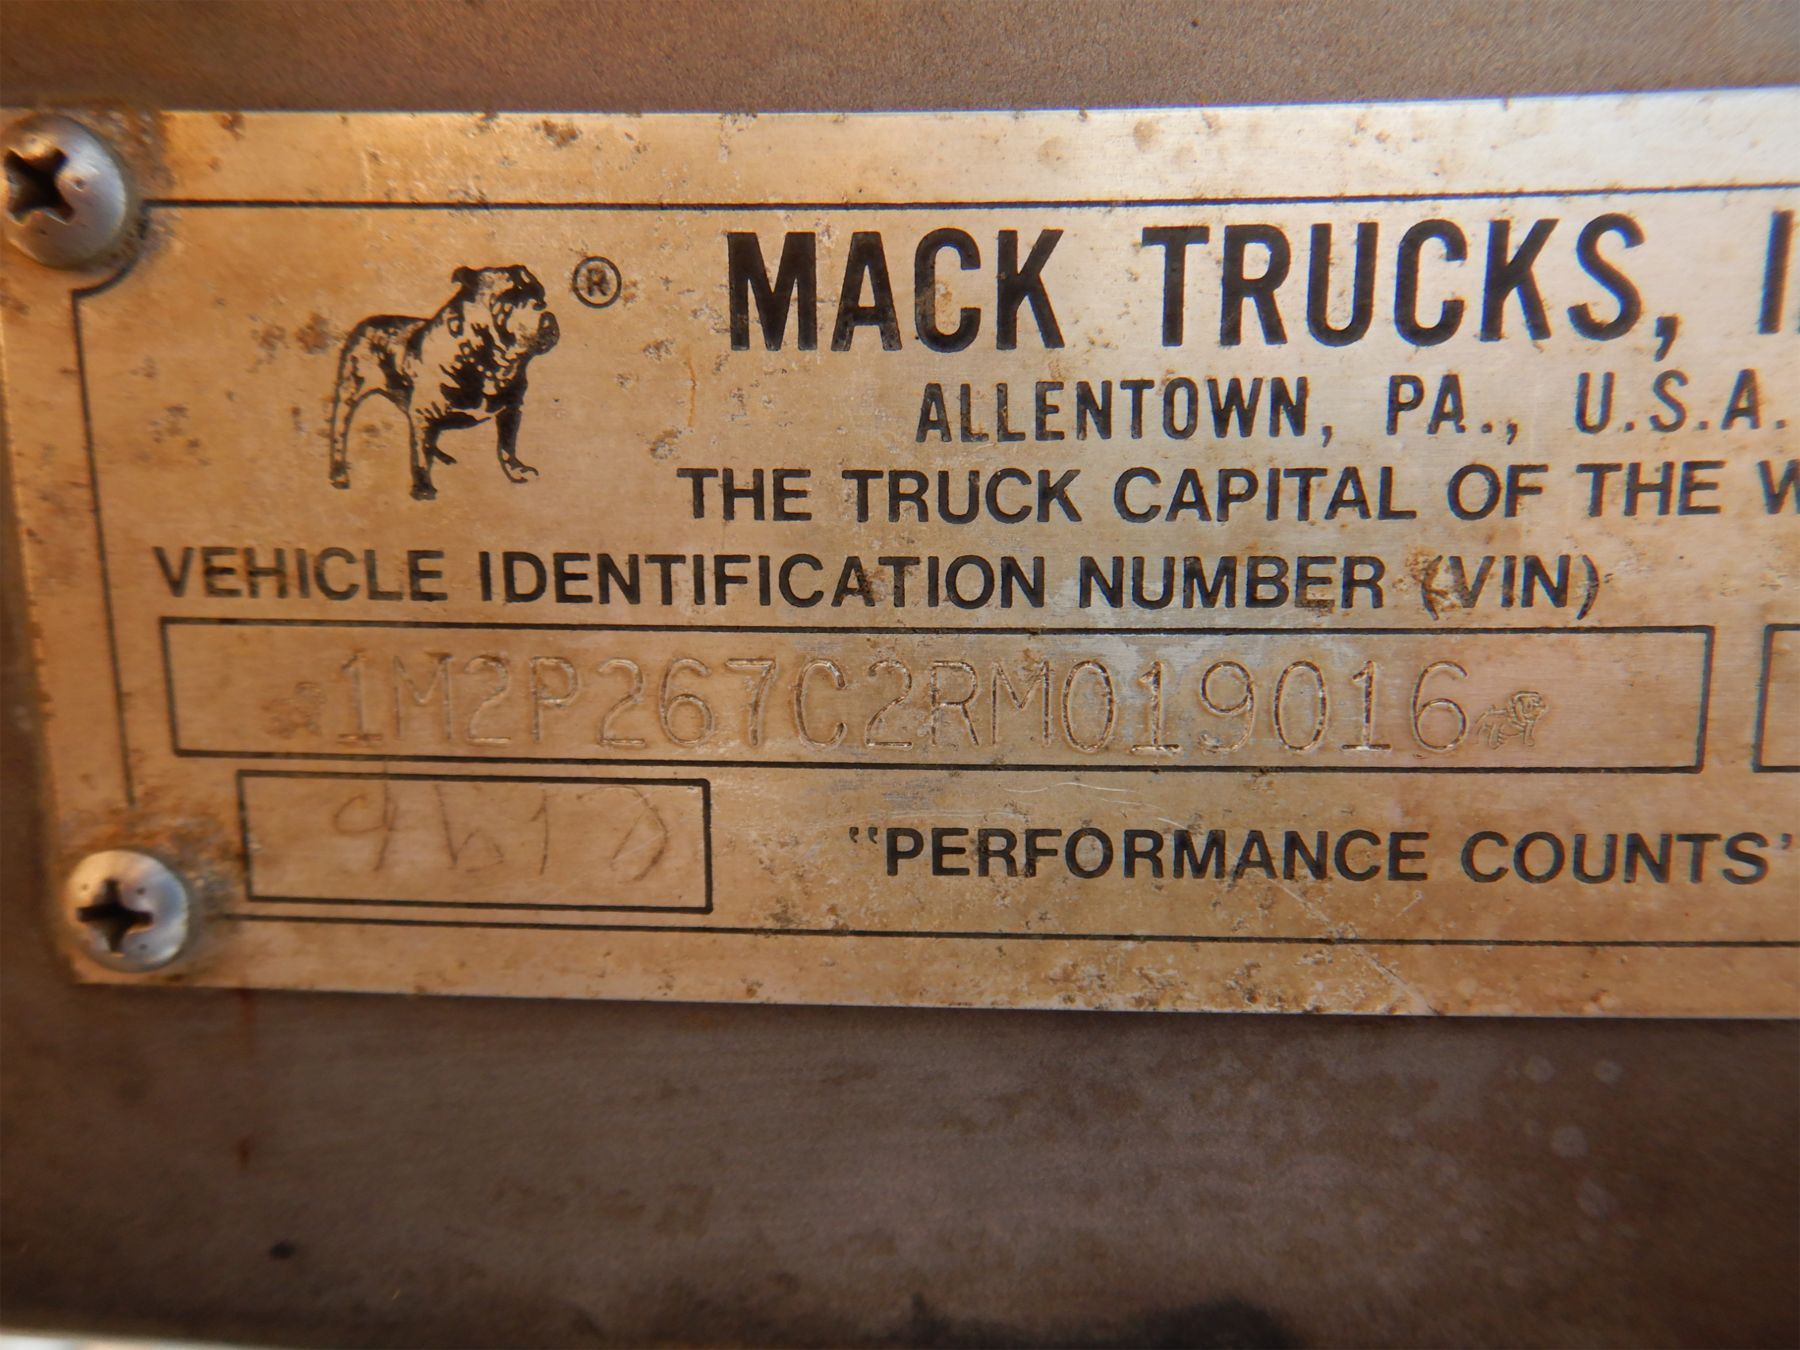 ®
MACK TRUCKS, I
ALLENTOWN, PA., U.S.A.
THE TRUCK CAPITAL OF THE W
VEHICLE IDENTIFICATION NUMBER (VIN)
1M2P267C2RM019016
"PERFORMANCE COUNTS"